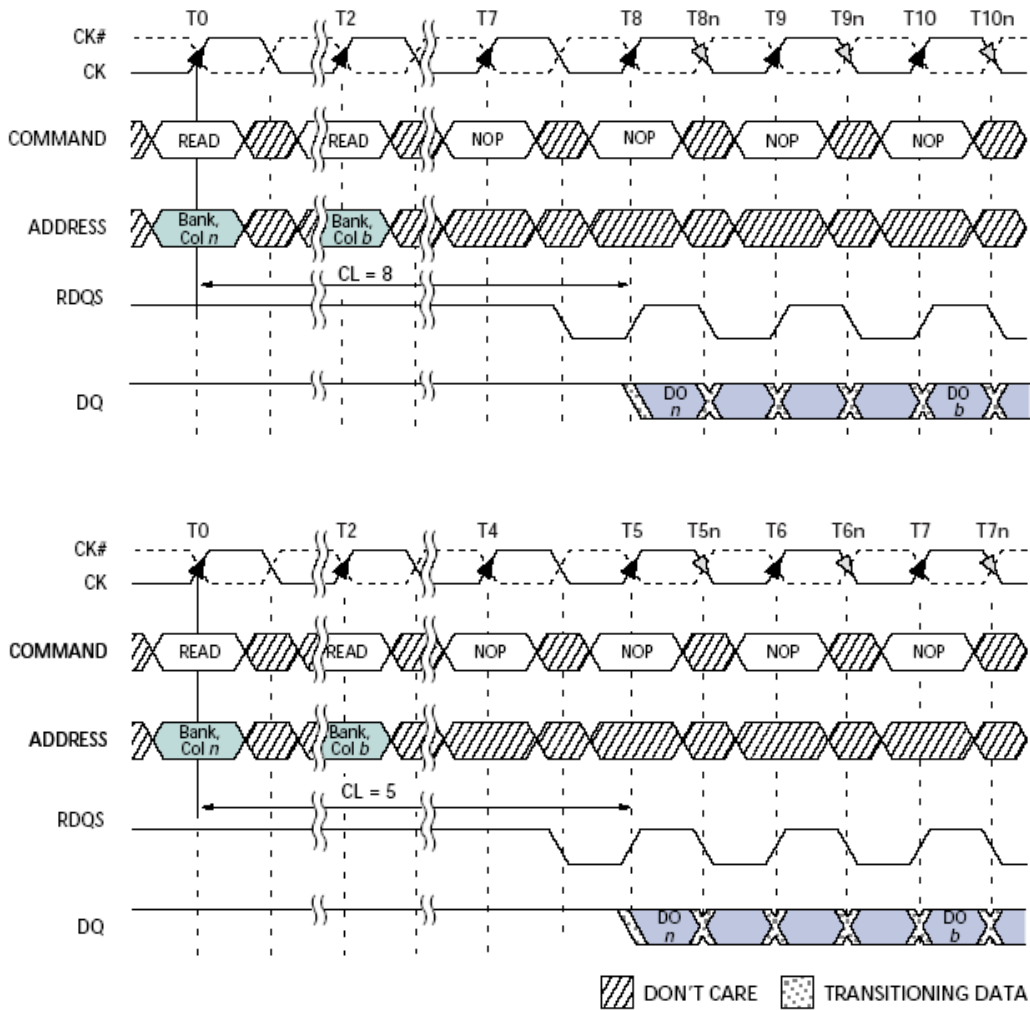 T0 T2 T7 T8 T8n T9 T9n T10 T10n
CK#
CK
COMMAND READ READ NOP NOP NOP NOP
ADDRESS Bank, Col n Bank, Col b
CL = 8
RDQS
DQ DO n DO b
T0 T2 T4 T5 T5n T6 T6n T7 T7n
CK#
CK
COMMAND READ READ NOP NOP NOP NOP
ADDRESS Bank, Col n Bank, Col b
CL = 5
RDQS
DQ DO n DO b
DON'T CARE TRANSITIONING DATA